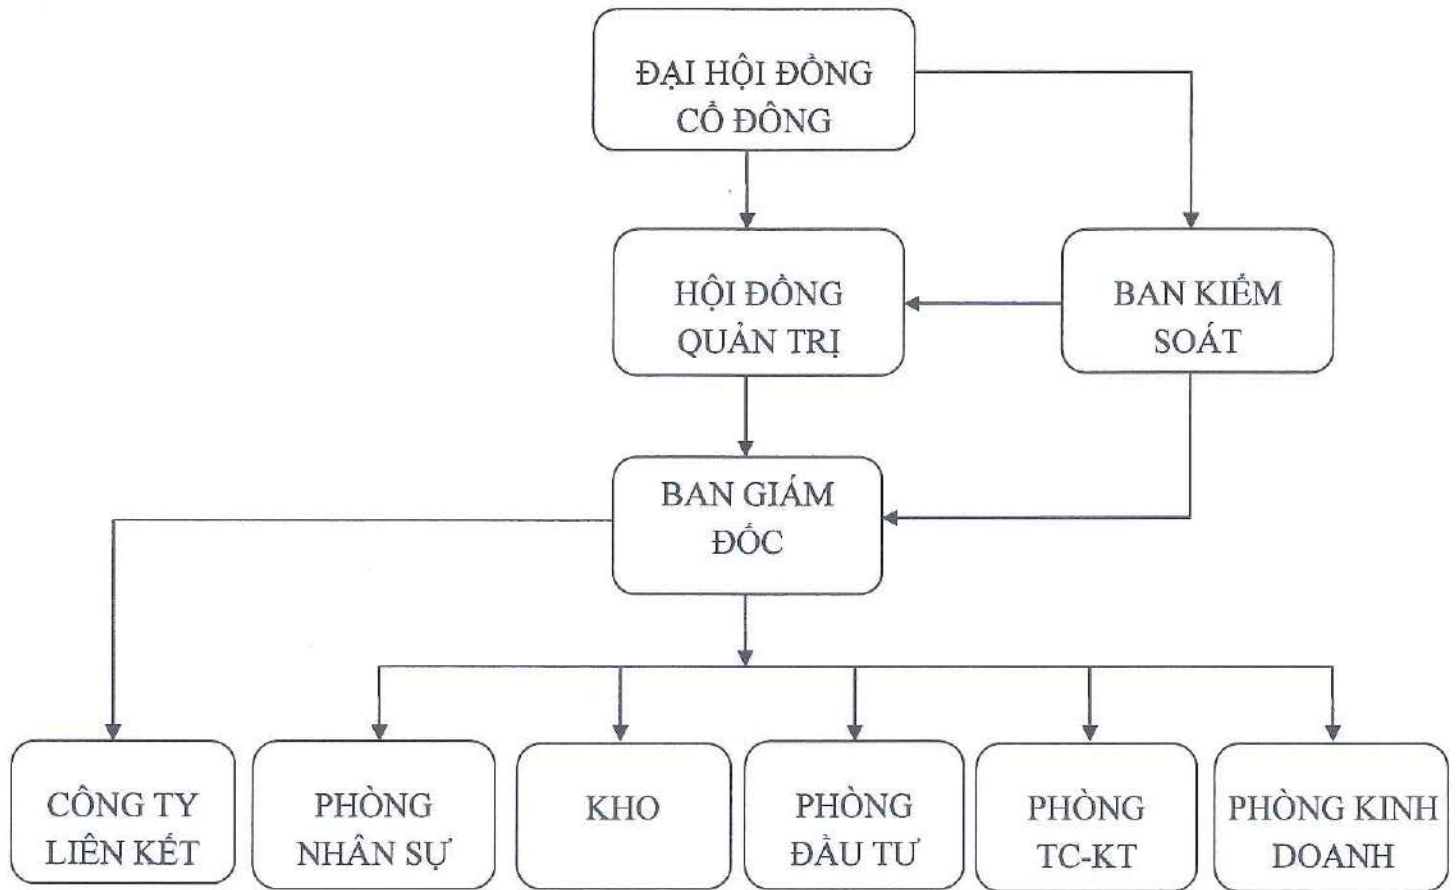 ĐẠI HỘI ĐỒNG
CỔ ĐÔNG
HỘI ĐỒNG
QUẢN TRỊ
BAN KIỂM
SOÁT
BAN GIÁM
ĐỐC
CÔNG TY
LIÊN KẾT
PHÒNG
NHÂN SỰ
KHO
PHÒNG
ĐẦU TƯ
PHÒNG
TC-KT
PHÒNG KINH
DOANH